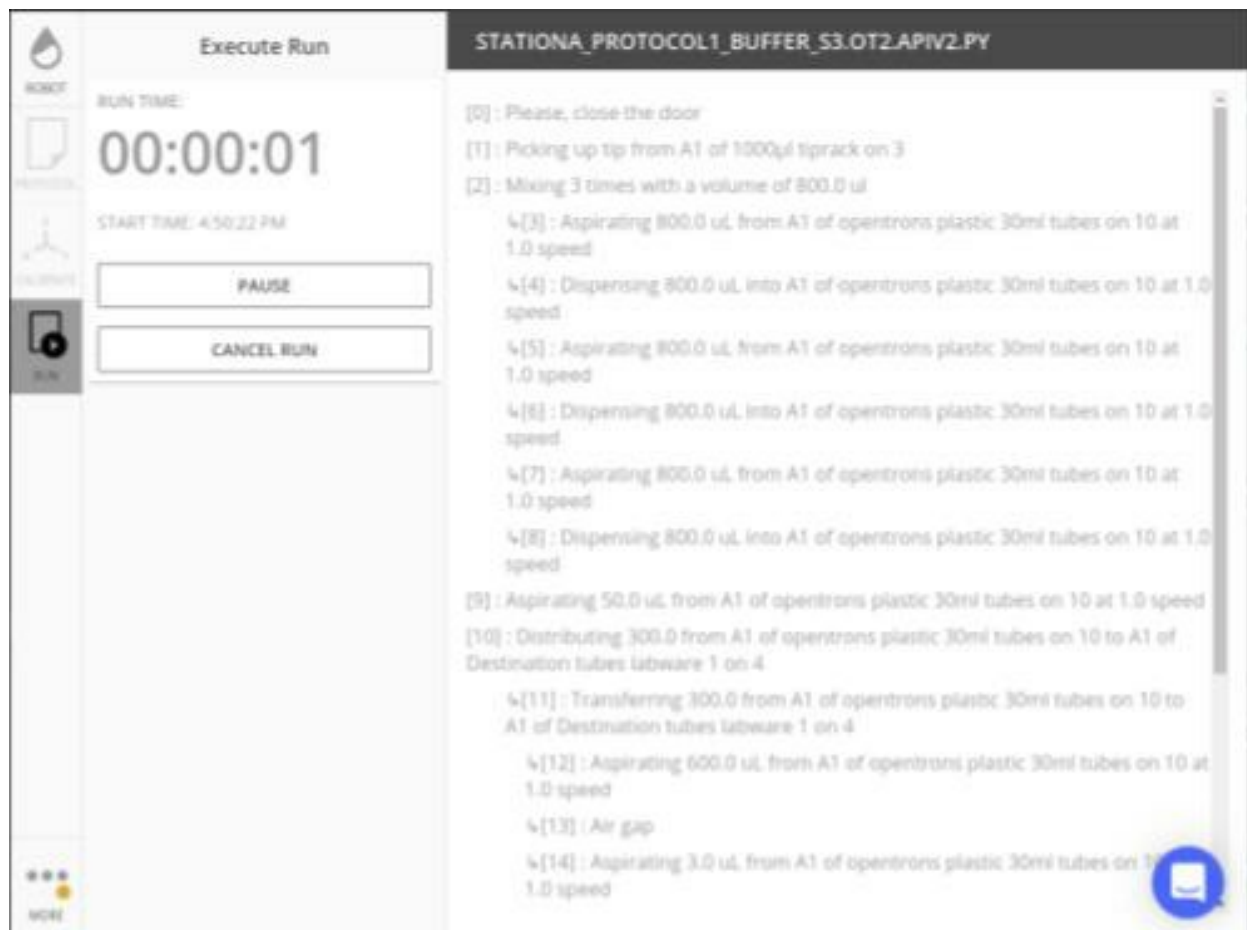 Execute Run
STATIONA_PROTOCOL1_BUFFER_S3.OT2.APIV2.PY
ROBOT
RUN TIME:
00:00:01
PROTOCOL
START TIME: 4:50:22 PM
CALIBRATE
PAUSE
CANCEL RUN
RUN
MORE
[0] : Please, close the door
[1] : Picking up tip from A1 of 1000µl tiprack on 3
[2] : Mixing 3 times with a volume of 800.0 ul
↳[3] : Aspirating 800.0 uL from A1 of opentrons plastic 30ml tubes on 10 at
1.0 speed
↳[4] : Dispensing 800.0 uL into A1 of opentrons plastic 30ml tubes on 10 at 1.0
speed
↳[5] : Aspirating 800.0 uL from A1 of opentrons plastic 30ml tubes on 10 at
1.0 speed
↳[6] : Dispensing 800.0 uL into A1 of opentrons plastic 30ml tubes on 10 at 1.0
speed
↳[7] : Aspirating 800.0 uL from A1 of opentrons plastic 30ml tubes on 10 at
1.0 speed
↳[8] : Dispensing 800.0 uL into A1 of opentrons plastic 30ml tubes on 10 at 1.0
speed
[9] : Aspirating 50.0 uL from A1 of opentrons plastic 30ml tubes on 10 at 1.0 speed
[10] : Distributing 300.0 from A1 of opentrons plastic 30ml tubes on 10 to A1 of
Destination tubes labware 1 on 4
↳[11] : Transferring 300.0 from A1 of opentrons plastic 30ml tubes on 10 to
A1 of Destination tubes labware 1 on 4
↳[12] : Aspirating 600.0 uL from A1 of opentrons plastic 30ml tubes on 10 at
1.0 speed
↳[13] : Air gap
↳[14] : Aspirating 3.0 uL from A1 of opentrons plastic 30ml tubes on
1.0 speed